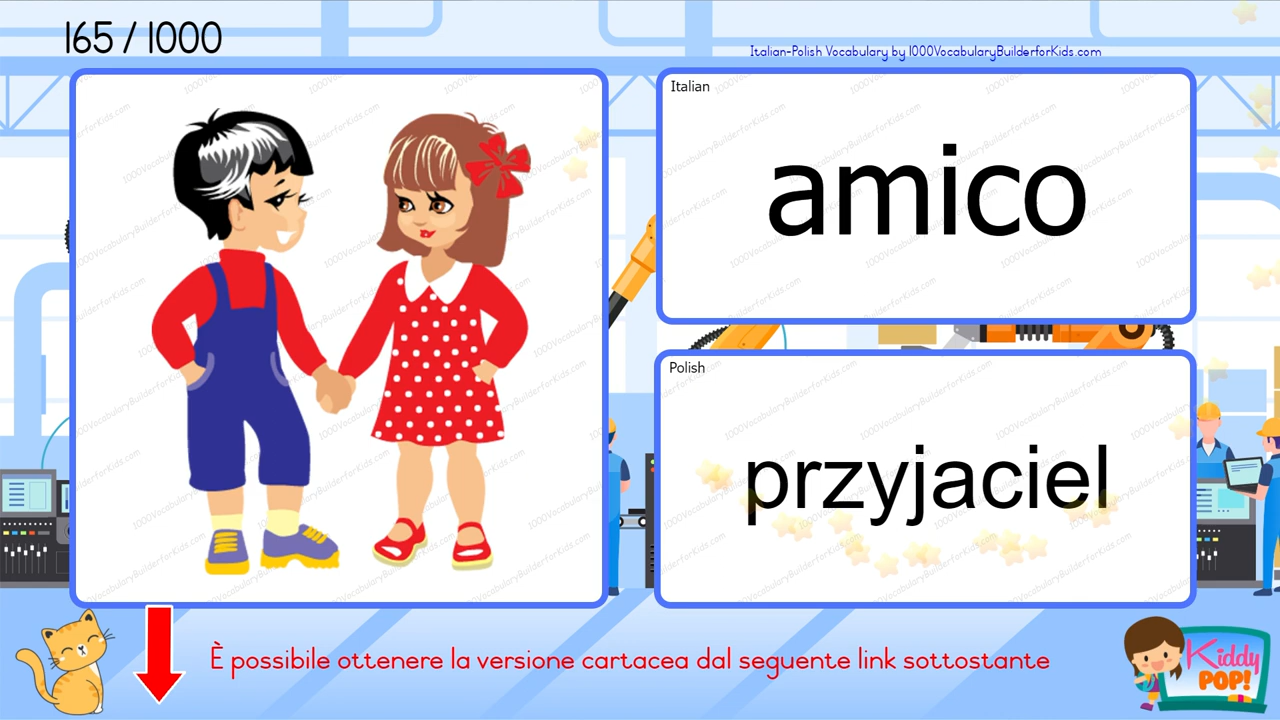 165 / 1000
Italian-Polish Vocabulary by 1000VocabularyBuilderforKids.com
Italian
amico
Polish
przyjaciel
È possibile ottenere la versione cartacea dal seguente link sottostante
Kiddy
POP!